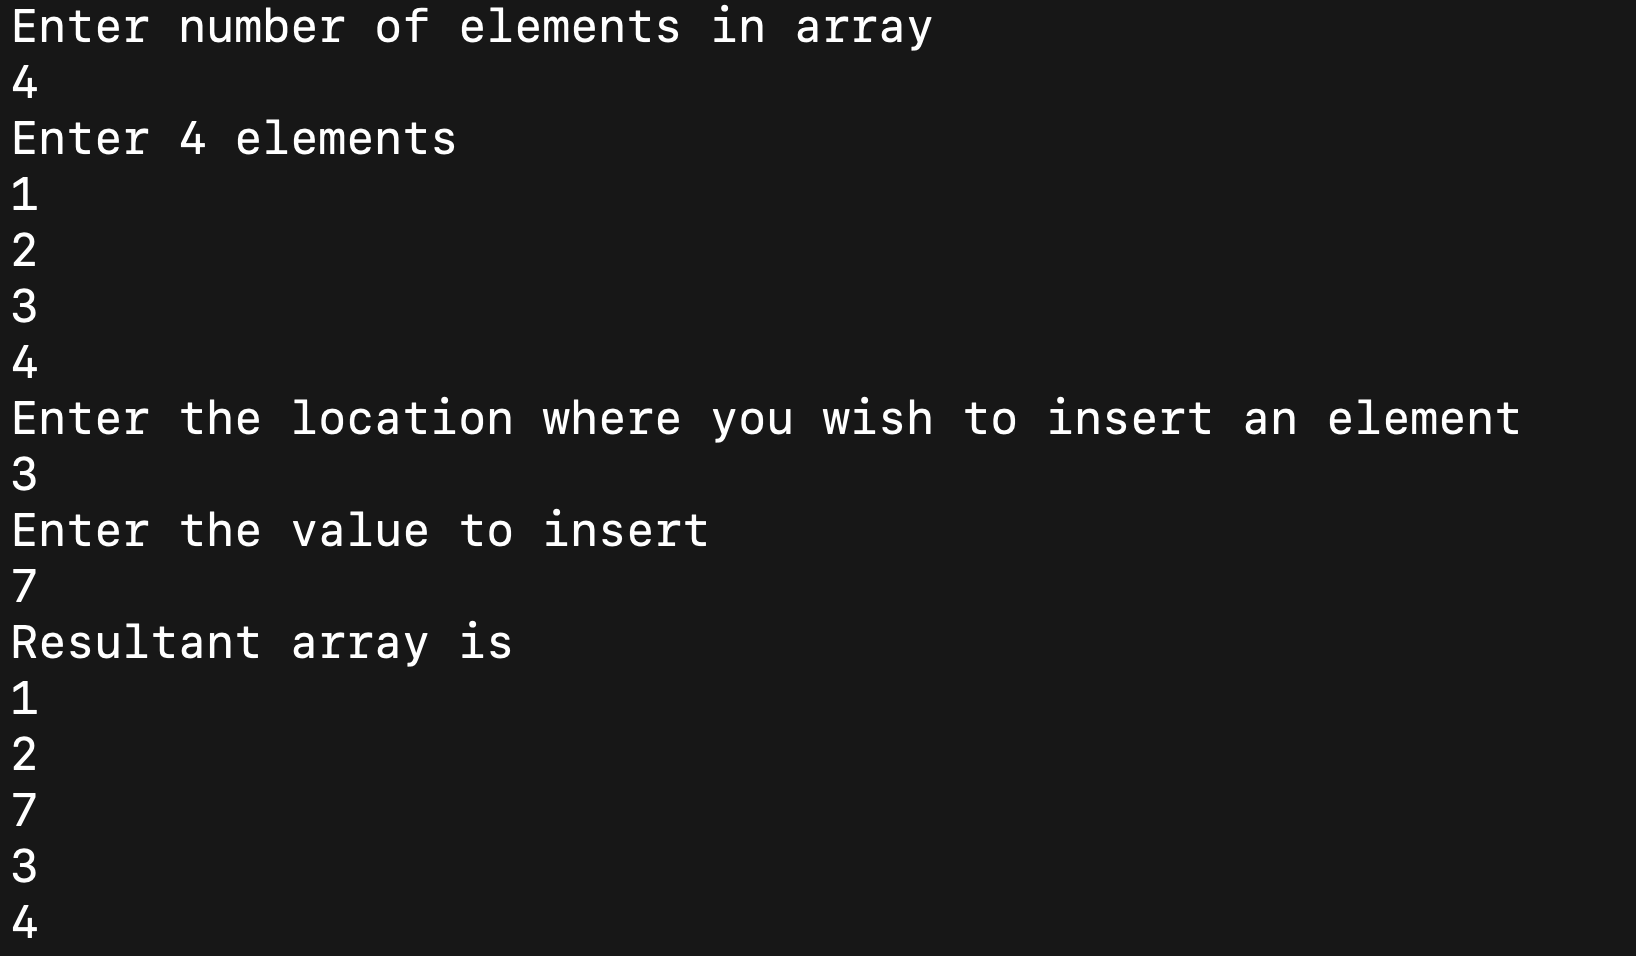 Enter number of elements in array
4
Enter 4 elements
1
2
3
4
Enter the location where you wish to insert an element
3
Enter the value to insert
7
Resultant array is
1
2
7
3
4